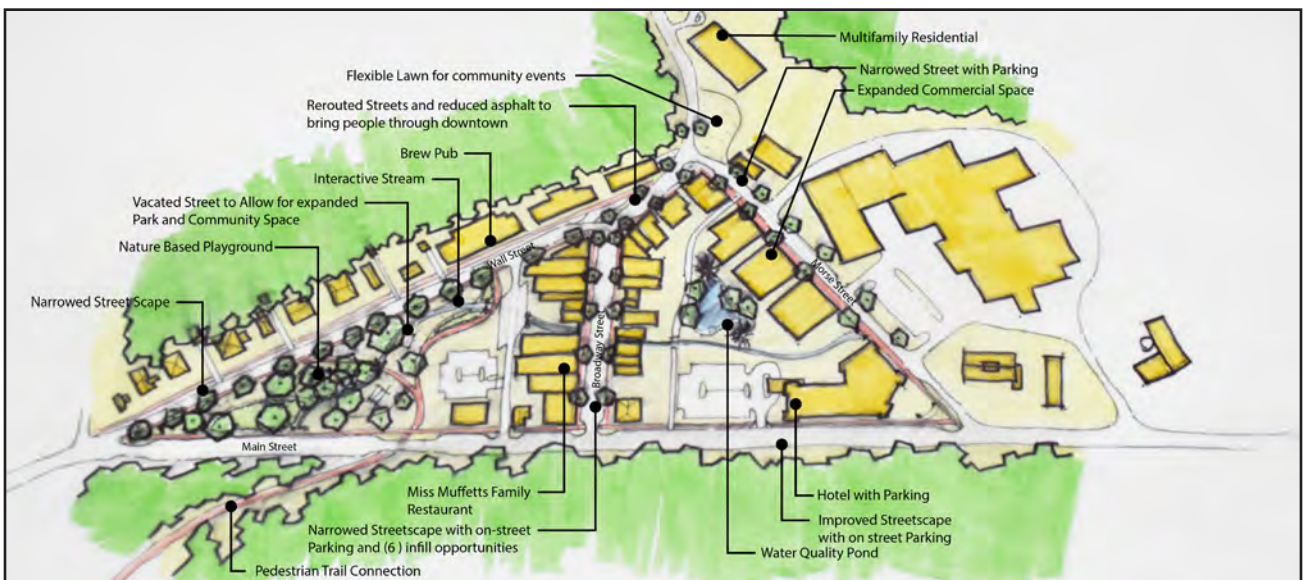 Multifamily Residential
Flexible Lawn for community events
Narrowed Street with Parking
Expanded Commercial Space
Rerouted Streets and reduced asphalt to
bring people through downtown
Brew Pub
Interactive Stream
Vacated Street to Allow for expanded
Park and Community Space
Nature Based Playground
Narrowed Street Scape
Wall Street
Morse Street
Broadway Street
Main Street
Miss Muffetts Family
Restaurant
Hotel with Parking
Narrowed Streetscape with on-street
Parking and (6 ) infill opportunities
Improved Streetscape
with on street Parking
Water Quality Pond
Pedestrian Trail Connection